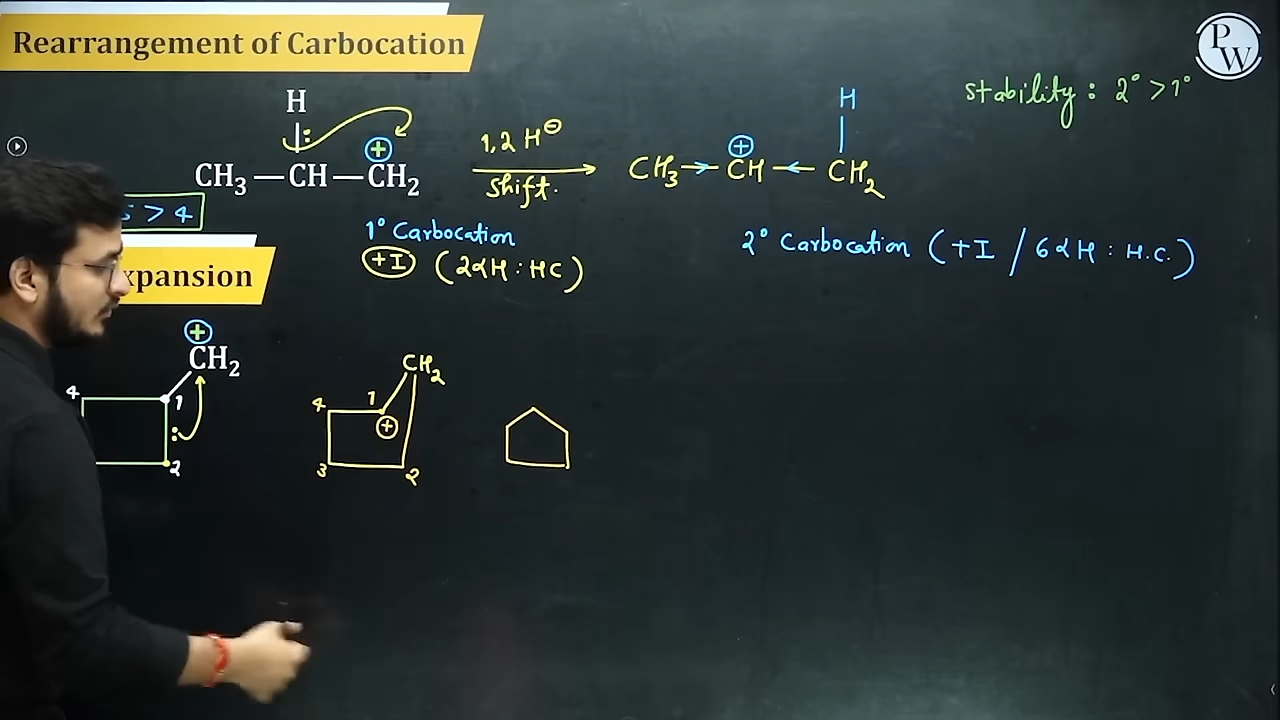 Rearrangement of Carbocation
PW
stability : 2° > 1°
H
H
CH₃ — CH — CH₂
⊕
1,2 H⊖
shift.
CH₃ → CH ← CH₂
⊕
5 > 4
1° Carbocation
+I (2αH : HC)
2° Carbocation (+I / 6αH : H.C.)
xpansion
⊕
CH₂
4 1
2
CH₂
4 1
⊕
3 2